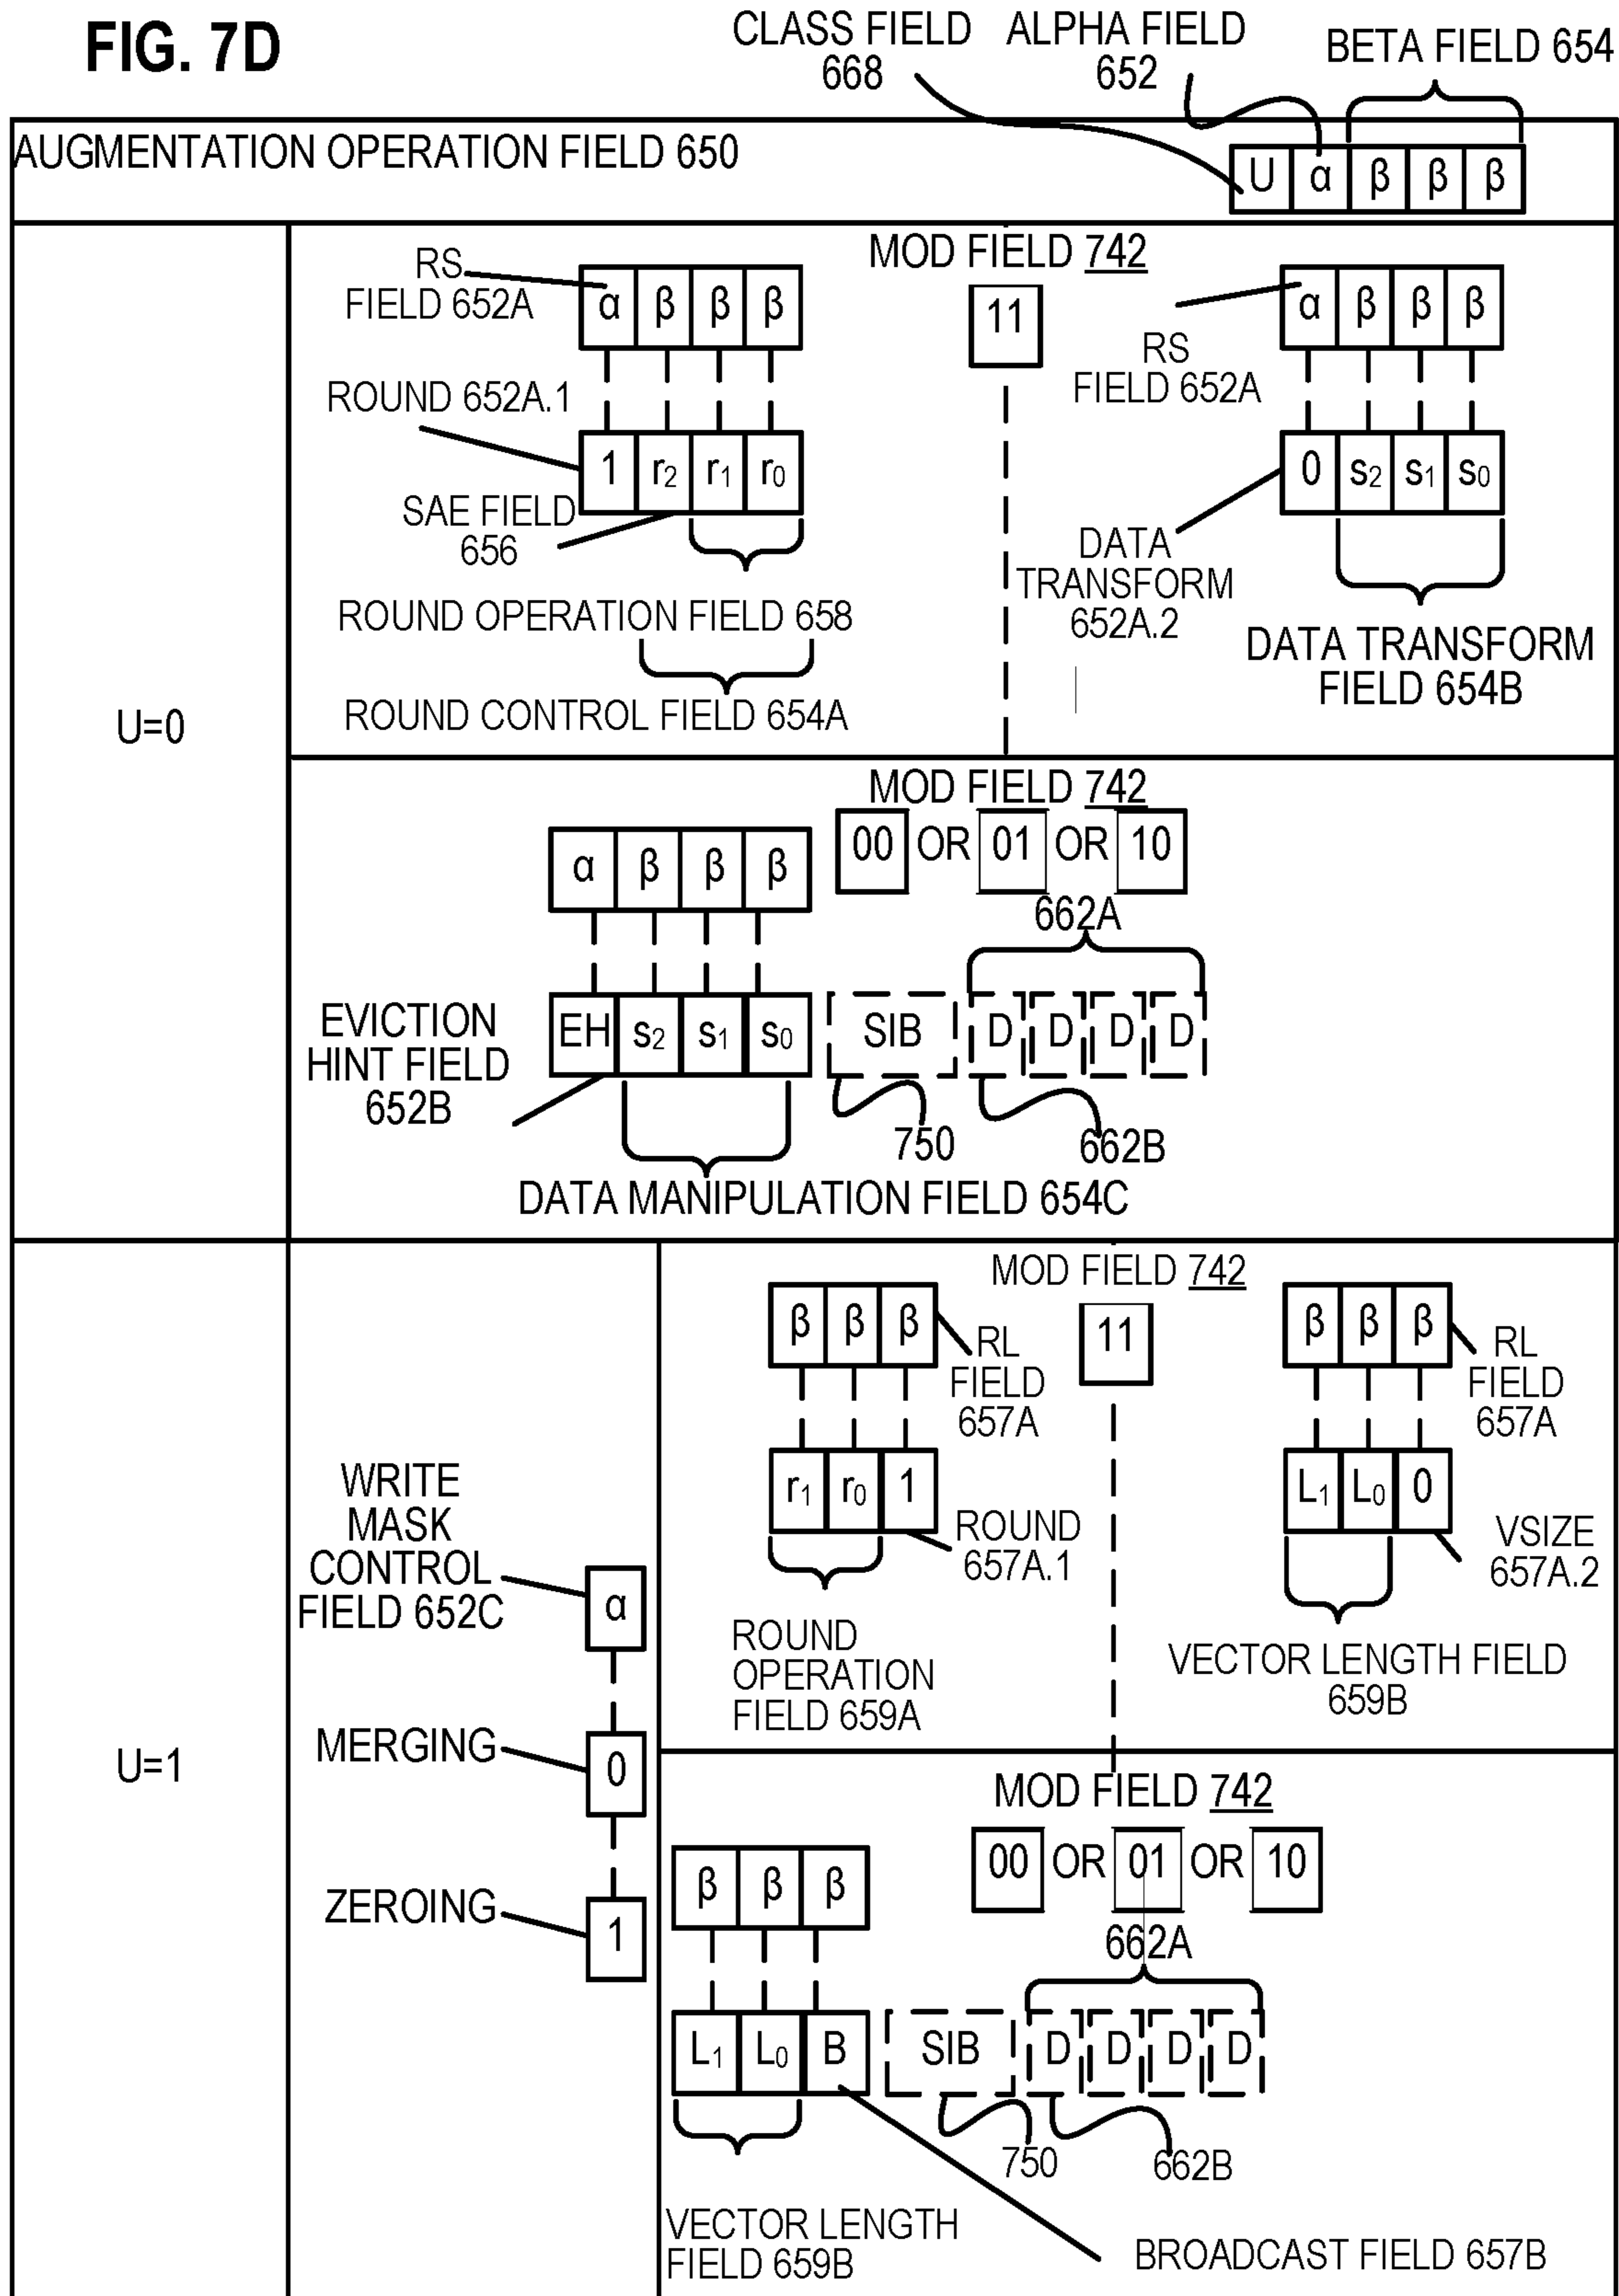 FIG. 7D
CLASS FIELD
668
ALPHA FIELD
652
BETA FIELD 654
AUGMENTATION OPERATION FIELD 650
U α β β β
U=0
MOD FIELD 742
11
RS
FIELD 652A
α β β β
ROUND 652A.1
1 r2 r1 r0
SAE FIELD
656
ROUND OPERATION FIELD 658
ROUND CONTROL FIELD 654A
α β β β
RS
FIELD 652A
0 s2 s1 s0
DATA
TRANSFORM
652A.2
DATA TRANSFORM
FIELD 654B
MOD FIELD 742
00 OR 01 OR 10
α β β β
662A
EVICTION
HINT FIELD
652B
EH s2 s1 s0 SIB D D D D
750
662B
DATA MANIPULATION FIELD 654C
U=1
WRITE
MASK
CONTROL
FIELD 652C
α
MERGING
0
ZEROING
1
MOD FIELD 742
11
β β β
RL
FIELD
657A
r1 r0 1
ROUND
657A.1
ROUND
OPERATION
FIELD 659A
β β β
RL
FIELD
657A
L1 L0 0
VSIZE
657A.2
VECTOR LENGTH FIELD
659B
MOD FIELD 742
00 OR 01 OR 10
β β β
662A
L1 L0 B SIB D D D D
750
662B
VECTOR LENGTH
FIELD 659B
BROADCAST FIELD 657B